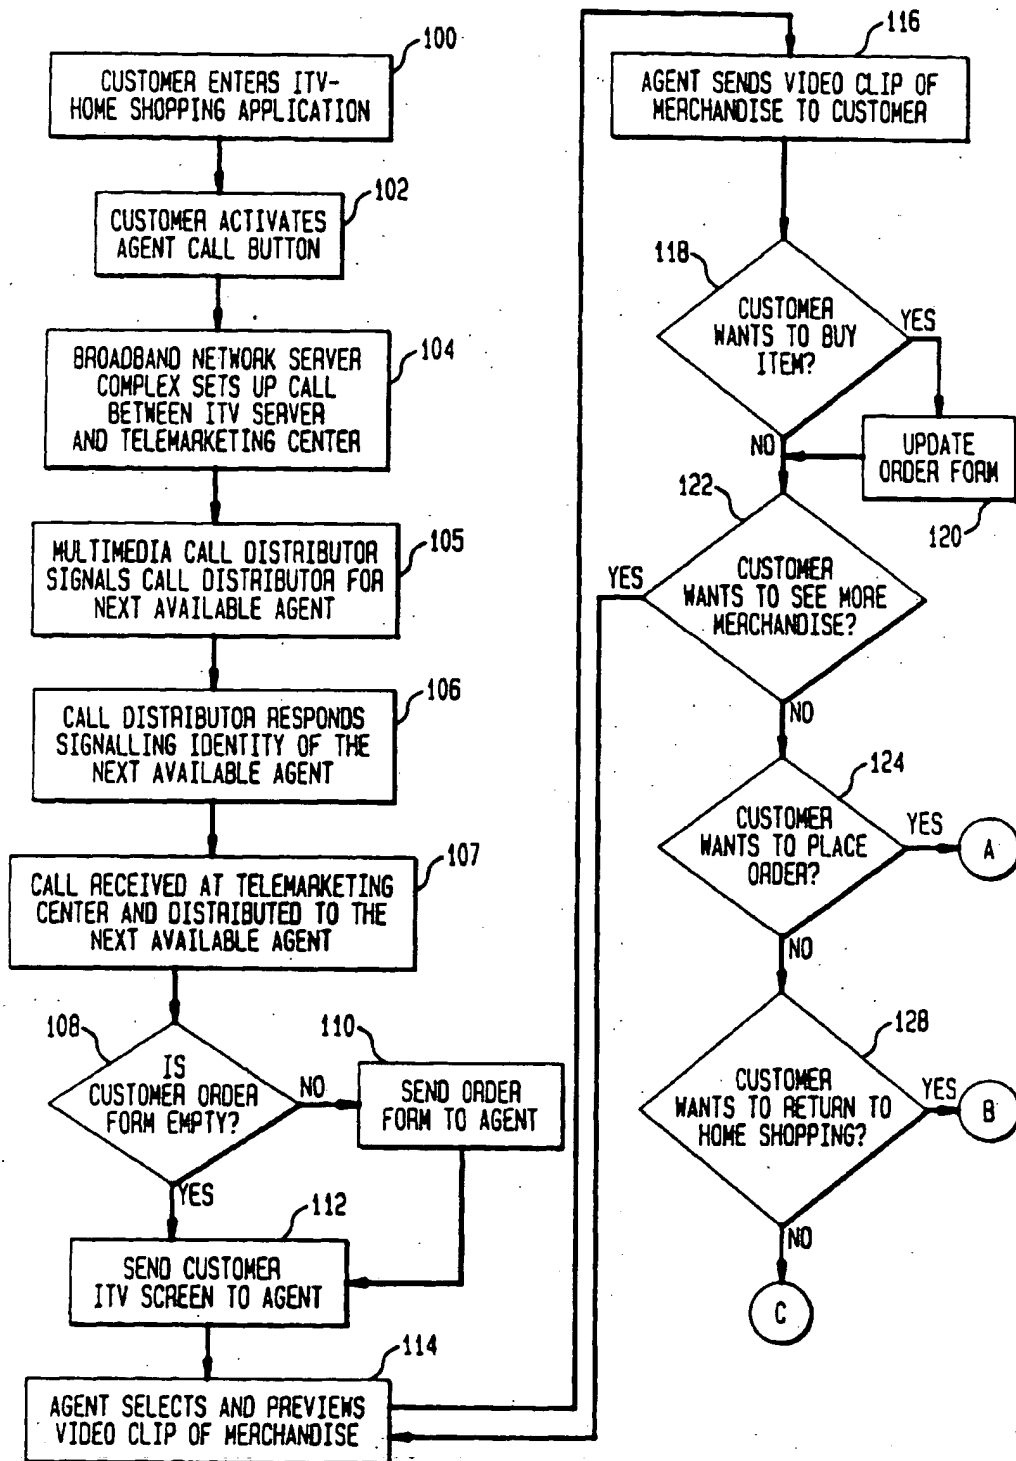 100
CUSTOMER ENTERS ITV-
HOME SHOPPING APPLICATION
102
CUSTOMER ACTIVATES
AGENT CALL BUTTON
104
BROADBAND NETWORK SERVER
COMPLEX SETS UP CALL
BETWEEN ITV SERVER
AND TELEMARKETING CENTER
105
MULTIMEDIA CALL DISTRIBUTOR
SIGNALS CALL DISTRIBUTOR FOR
NEXT AVAILABLE AGENT
106
CALL DISTRIBUTOR RESPONDS
SIGNALLING IDENTITY OF THE
NEXT AVAILABLE AGENT
107
CALL RECEIVED AT TELEMARKETING
CENTER AND DISTRIBUTED TO THE
NEXT AVAILABLE AGENT
108
IS
CUSTOMER ORDER
FORM EMPTY?
NO
110
SEND ORDER
FORM TO AGENT
YES
112
SEND CUSTOMER
ITV SCREEN TO AGENT
114
AGENT SELECTS AND PREVIEWS
VIDEO CLIP OF MERCHANDISE
116
AGENT SENDS VIDEO CLIP OF
MERCHANDISE TO CUSTOMER
118
CUSTOMER
WANTS TO BUY
ITEM?
YES
NO
UPDATE
ORDER FORM
120
122
YES
CUSTOMER
WANTS TO SEE MORE
MERCHANDISE?
NO
124
CUSTOMER
WANTS TO PLACE
ORDER?
YES
A
NO
128
CUSTOMER
WANTS TO RETURN TO
HOME SHOPPING?
YES
B
NO
C